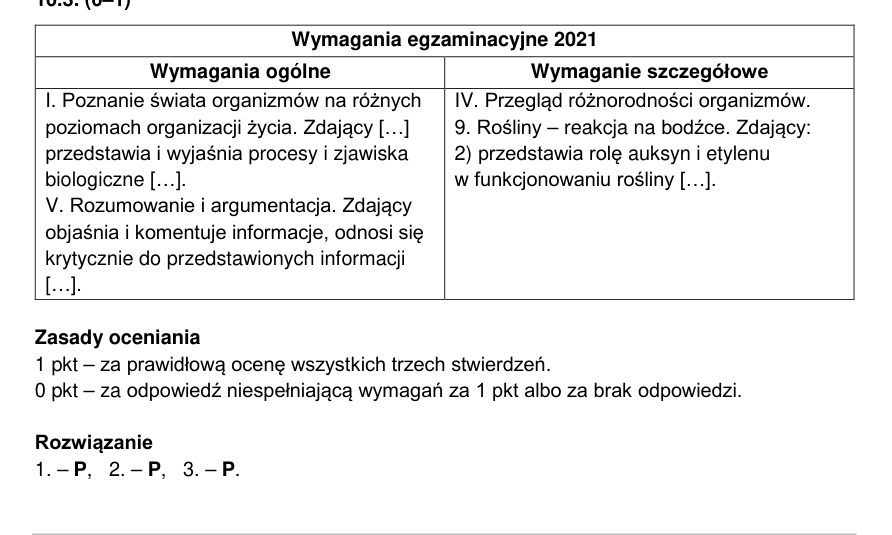 10.3. (0–1)
Wymagania egzaminacyjne 2021
Wymagania ogólne
Wymaganie szczegółowe
I. Poznanie świata organizmów na różnych
poziomach organizacji życia. Zdający […]
przedstawia i wyjaśnia procesy i zjawiska
biologiczne […].
V. Rozumowanie i argumentacja. Zdający
objaśnia i komentuje informacje, odnosi się
krytycznie do przedstawionych informacji
[…].
IV. Przegląd różnorodności organizmów.
9. Rośliny – reakcja na bodźce. Zdający:
2) przedstawia rolę auksyn i etylenu
w funkcjonowaniu rośliny […].
Zasady oceniania
1 pkt – za prawidłową ocenę wszystkich trzech stwierdzeń.
0 pkt – za odpowiedź niespełniającą wymagań za 1 pkt albo za brak odpowiedzi.
Rozwiązanie
1. – P, 2. – P, 3. – P.